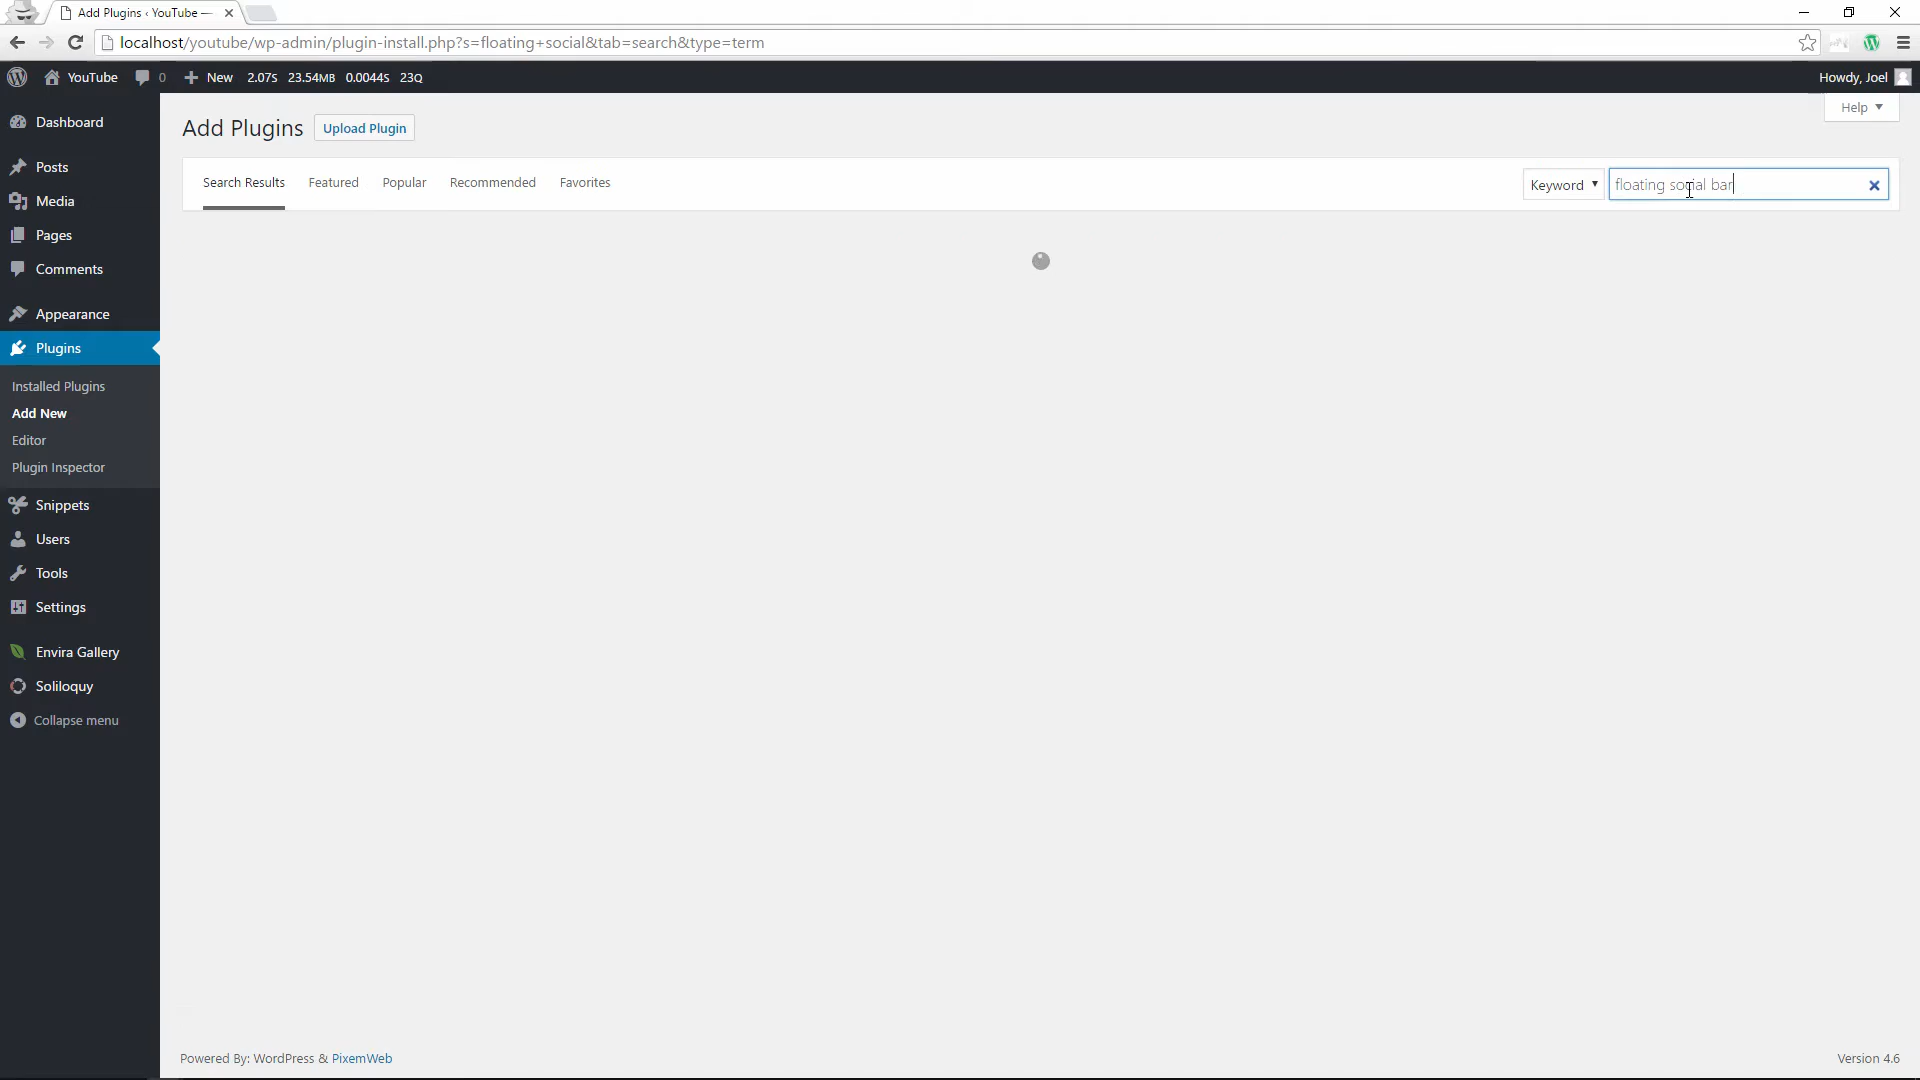 Add Plugins ‹ YouTube —
localhost/youtube/wp-admin/plugin-install.php?s=floating+social&tab=search&type=term
YouTube 0 New 2.07S 23.54MB 0.0044S 23Q Howdy, Joel
Help
Dashboard
Posts
Media
Pages
Comments
Appearance
Plugins
Installed Plugins
Add New
Editor
Plugin Inspector
Snippets
Users
Tools
Settings
Envira Gallery
Soliloquy
Collapse menu
Add Plugins Upload Plugin
Search Results Featured Popular Recommended Favorites Keyword floating social bar
Powered By: WordPress & PixemWeb Version 4.6